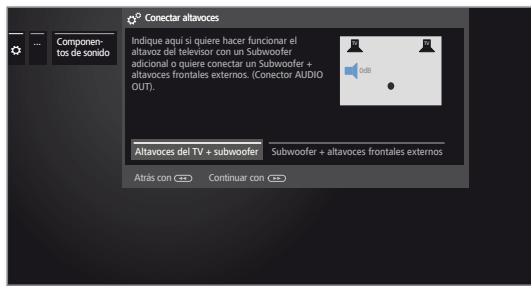 Conectar altavoces
...
Componen-
tos de sonido
Indique aquí si quiere hacer funcionar el
altavoz del televisor con un Subwoofer
adicional o quiere conectar un Subwoofer +
altavoces frontales externos. (Conector AUDIO
OUT).
TV
TV
0dB
Altavoces del TV + subwoofer
Subwoofer + altavoces frontales externos
Atrás con
Continuar con